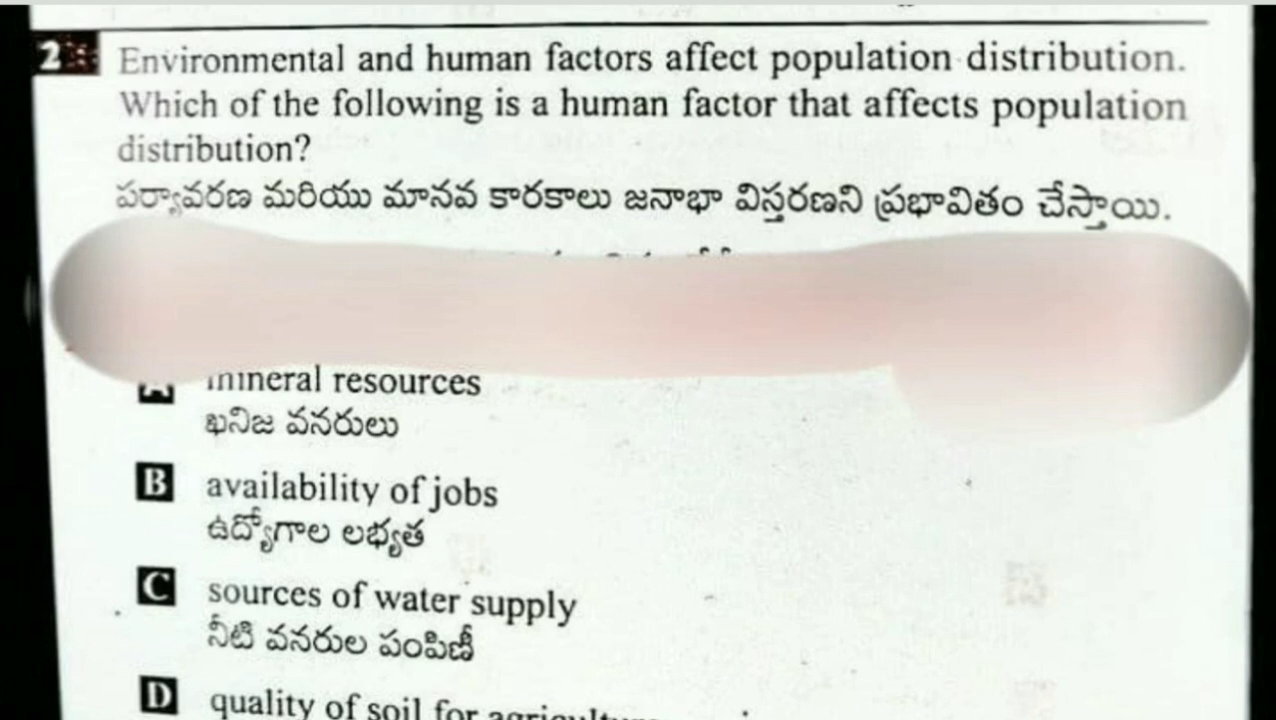 2 Environmental and human factors affect population distribution.
Which of the following is a human factor that affects population
distribution?
పర్యావరణ మరియు మానవ కారకాలు జనాభా విస్తరణని ప్రభావితం చేస్తాయి.
A mineral resources
ఖనిజ వనరులు
B availability of jobs
ఉద్యోగాల లభ్యత
C sources of water supply
నీటి వనరుల పంపిణీ
D quality of soil for agriculture